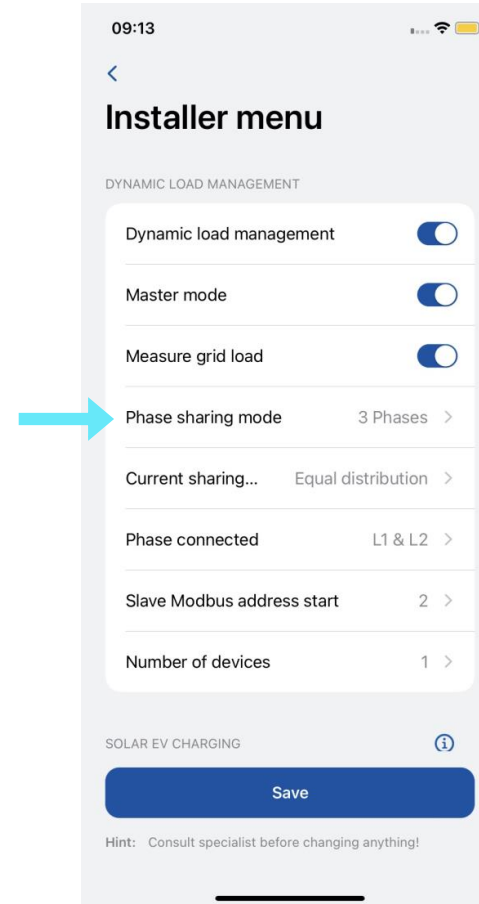 09:13
Installer menu
DYNAMIC LOAD MANAGEMENT
Dynamic load management
Master mode
Measure grid load
Phase sharing mode 3 Phases
Current sharing... Equal distribution
Phase connected L1 & L2
Slave Modbus address start 2
Number of devices 1
SOLAR EV CHARGING
Save
Hint: Consult specialist before changing anything!